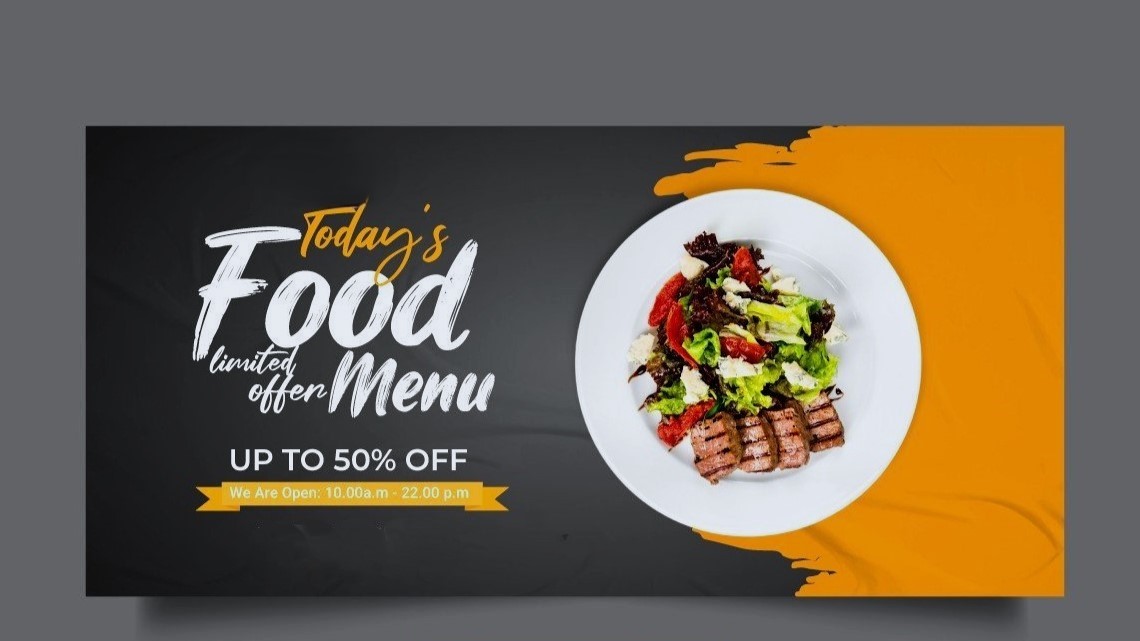 Today's
Food
limited
offer Menu
UP TO 50% OFF
We Are Open: 10.00a.m - 22.00 p.m